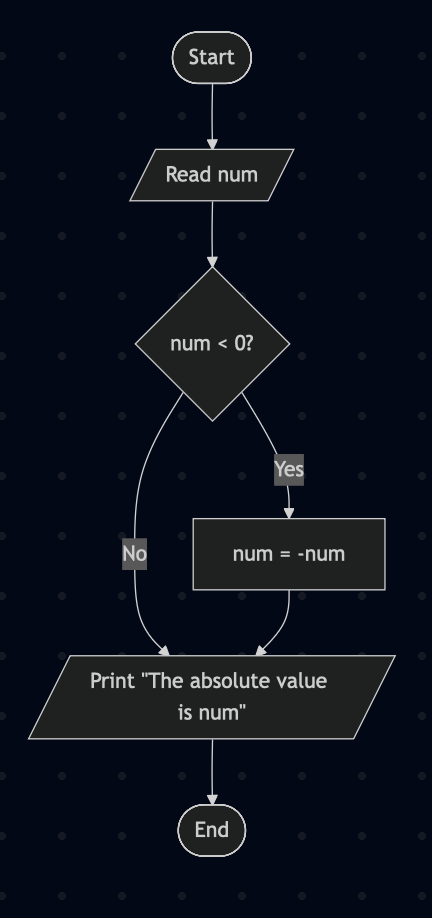 Start
Read num
num < 0?
Yes
No
num = -num
Print "The absolute value
is num"
End